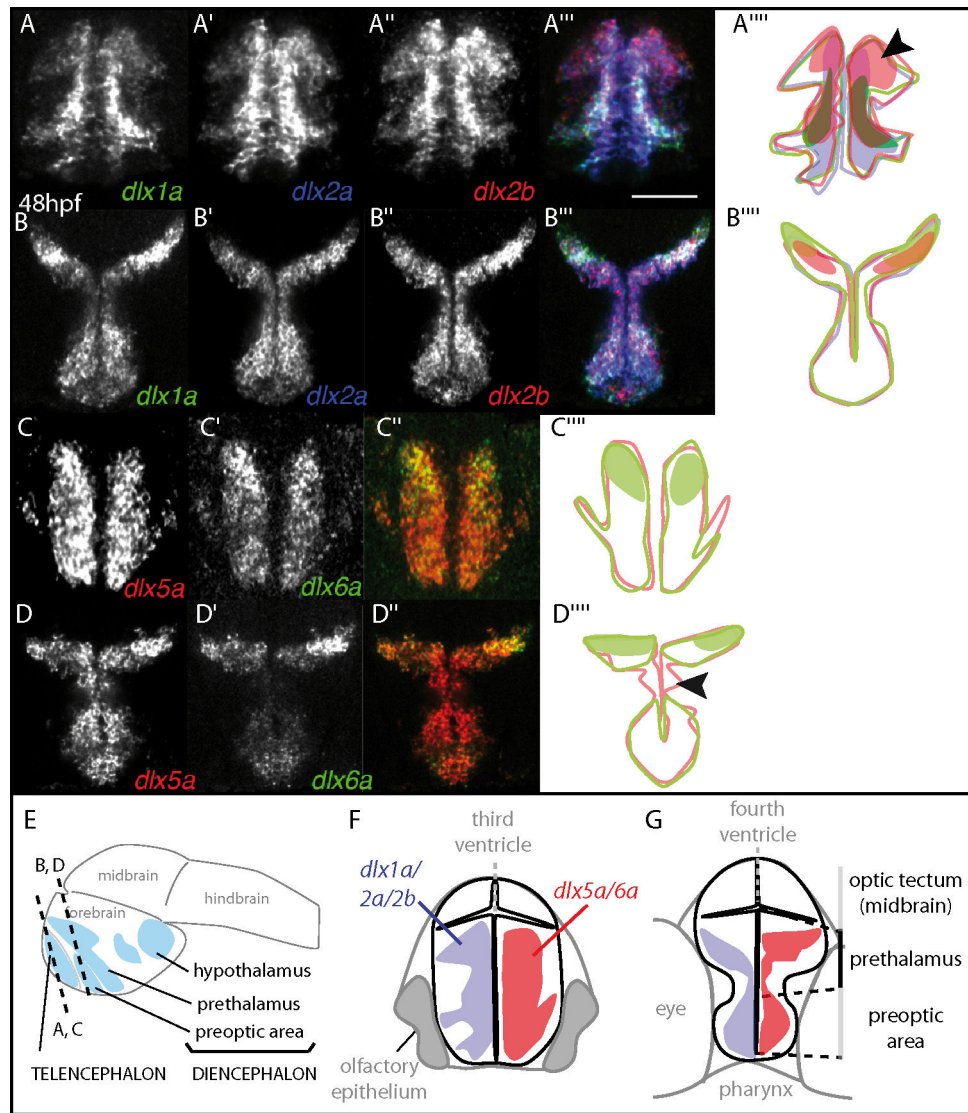 A A' A'' A''' A''''
dlx1a dlx2a dlx2b
48hpf
B B' B'' B''' B''''
dlx1a dlx2a dlx2b
C C' C'' C''''
dlx5a dlx6a
D D' D'' D''''
dlx5a dlx6a
E
B, D
midbrain
orebrain
hindbrain
hypothalamus
prethalamus
preoptic area
A, C
TELENCEPHALON DIENCEPHALON
F
third
ventricle
dlx1a/
2a/2b
dlx5a/6a
olfactory
epithelium
G
fourth
ventricle
optic tectum
(midbrain)
prethalamus
eye
preoptic
area
pharynx